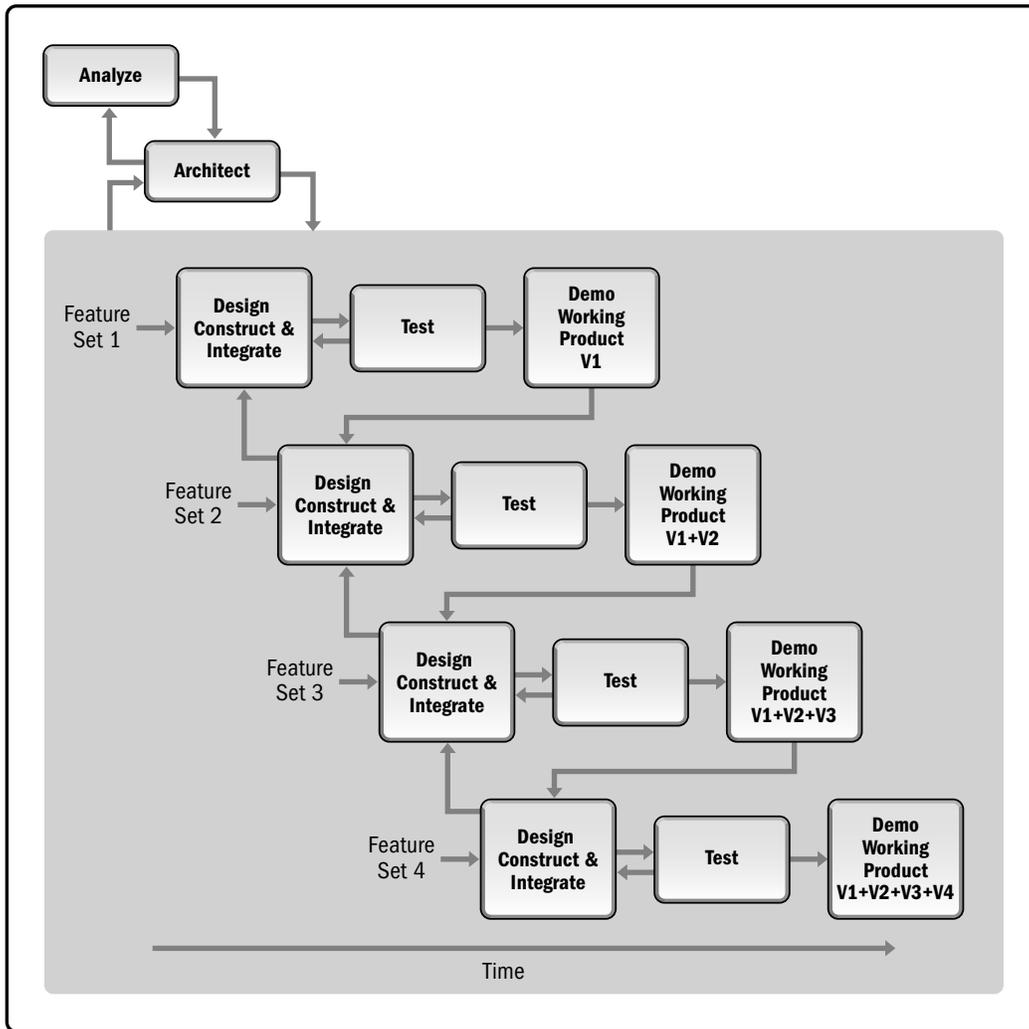 Analyze
Architect
Feature
Set 1
Design
Construct &
Integrate
Test
Demo
Working
Product
V1
Feature
Set 2
Design
Construct &
Integrate
Test
Demo
Working
Product
V1+V2
Feature
Set 3
Design
Construct &
Integrate
Test
Demo
Working
Product
V1+V2+V3
Feature
Set 4
Design
Construct &
Integrate
Test
Demo
Working
Product
V1+V2+V3+V4
Time